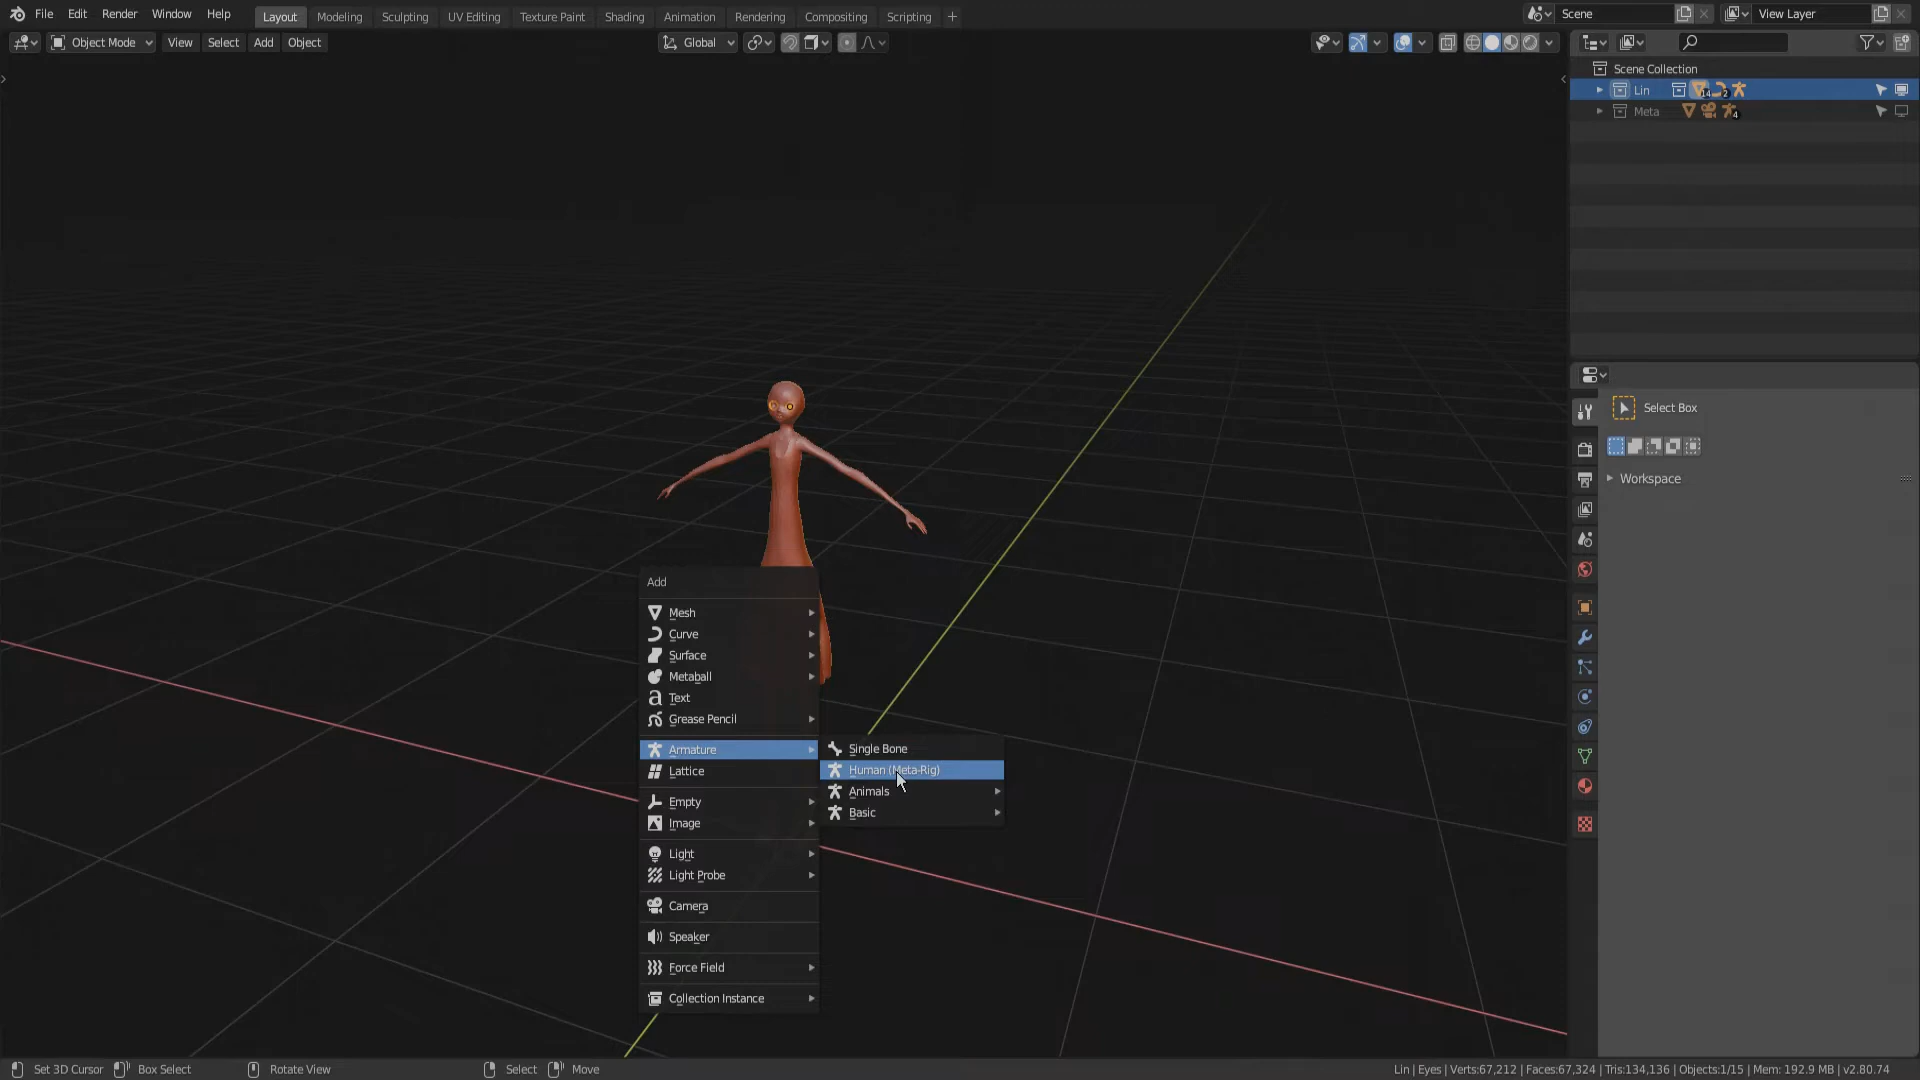 File Edit Render Window Help Layout Modeling Sculpting UV Editing Texture Paint Shading Animation Rendering Compositing Scripting + Scene View Layer
Object Mode View Select Add Object Global
Scene Collection
Lin 14 2
Meta 4
Select Box
Workspace
Add
Mesh
Curve
Surface
Metaball
Text
Grease Pencil
Armature
Lattice
Empty
Image
Light
Light Probe
Camera
Speaker
Force Field
Collection Instance
Single Bone
Human (Meta-Rig)
Animals
Basic
Set 3D Cursor Box Select Rotate View Select Move Lin | Eyes | Verts:67,212 | Faces:67,324 | Tris:134,136 | Objects:1/15 | Mem: 192.9 MB | v2.80.74